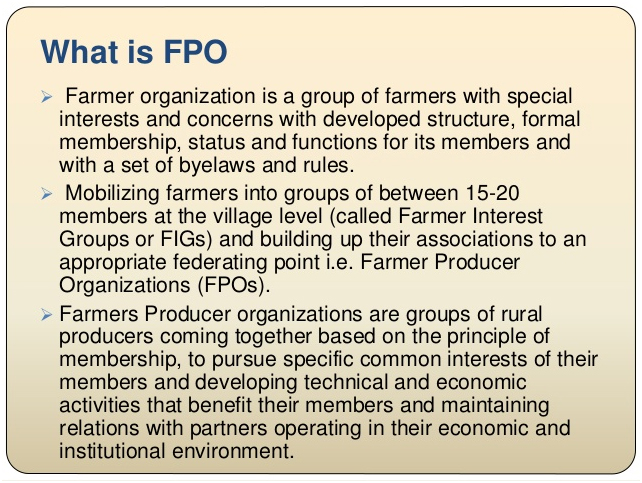 What is FPO
➢ Farmer organization is a group of farmers with special
interests and concerns with developed structure, formal
membership, status and functions for its members and
with a set of byelaws and rules.
➢ Mobilizing farmers into groups of between 15-20
members at the village level (called Farmer Interest
Groups or FIGs) and building up their associations to an
appropriate federating point i.e. Farmer Producer
Organizations (FPOs).
➢ Farmers Producer organizations are groups of rural
producers coming together based on the principle of
membership, to pursue specific common interests of their
members and developing technical and economic
activities that benefit their members and maintaining
relations with partners operating in their economic and
institutional environment.